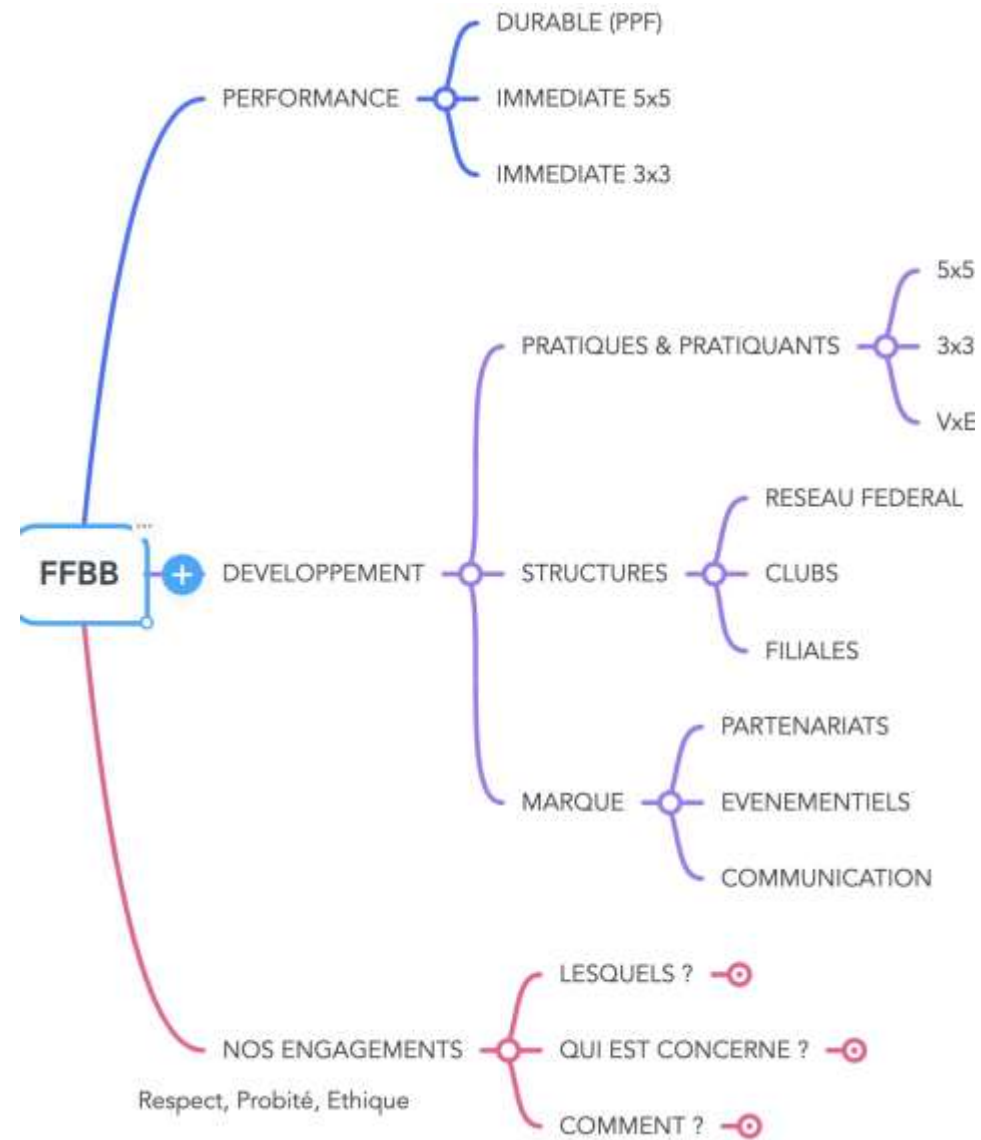 DURABLE (PPF)
PERFORMANCE
IMMEDIATE 5x5
IMMEDIATE 3x3
5x5
PRATIQUES & PRATIQUANTS
3x3
VxE
RESEAU FEDERAL
FFBB
DEVELOPPEMENT
STRUCTURES
CLUBS
FILIALES
PARTENARIATS
MARQUE
EVENEMENTIELS
COMMUNICATION
LESQUELS ?
NOS ENGAGEMENTS
QUI EST CONCERNE ?
Respect, Probité, Ethique
COMMENT ?